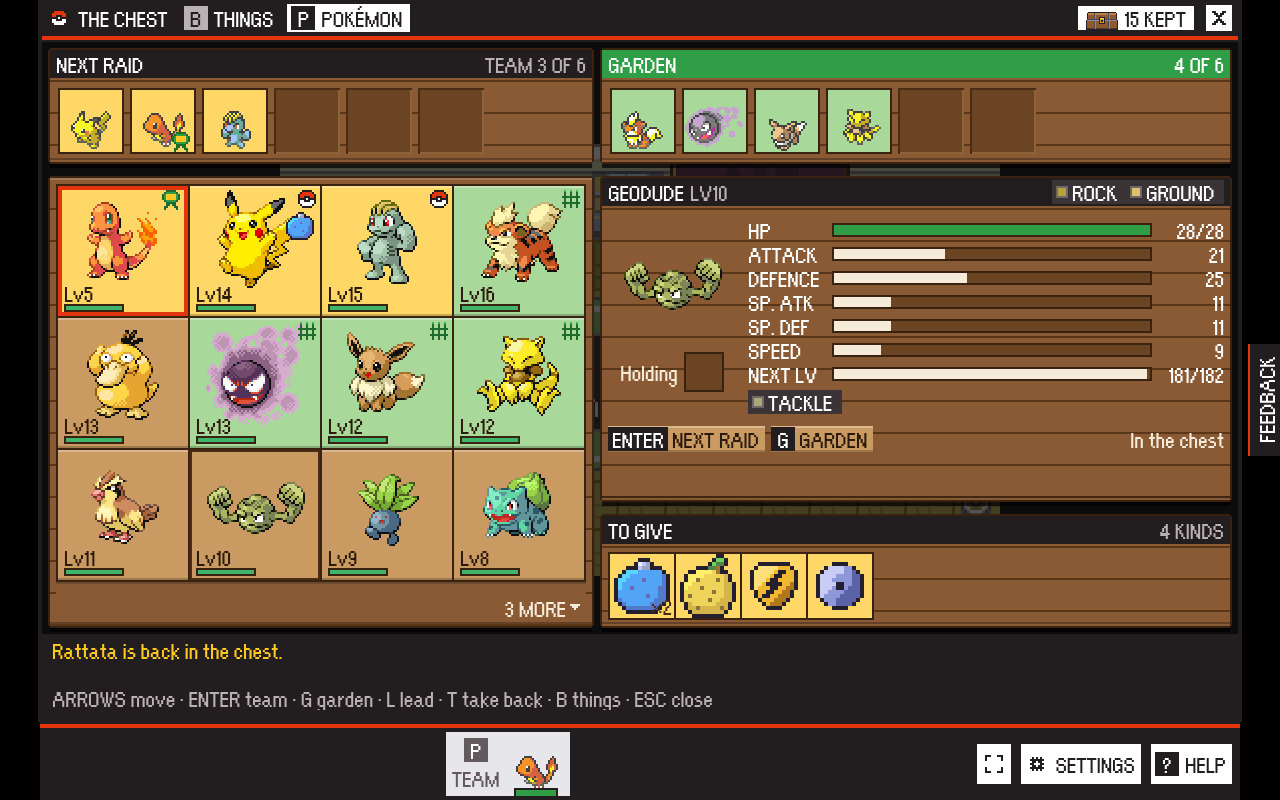 THE CHEST B THINGS P POKÉMON 15 KEPT X
NEXT RAID TEAM 3 OF 6
GARDEN 4 OF 6
Lv5 Lv14 Lv15 Lv16
Lv13 Lv13 Lv12 Lv12
Lv11 Lv10 Lv9 Lv8
3 MORE
GEODUDE LV10 ROCK GROUND
HP 28/28
ATTACK 21
DEFENCE 25
SP. ATK 11
SP. DEF 11
SPEED 9
Holding
NEXT LV 181/182
TACKLE
ENTER NEXT RAID G GARDEN In the chest
TO GIVE 4 KINDS
×2
FEEDBACK
Rattata is back in the chest.
ARROWS move · ENTER team · G garden · L lead · T take back · B things · ESC close
P
TEAM
SETTINGS ? HELP